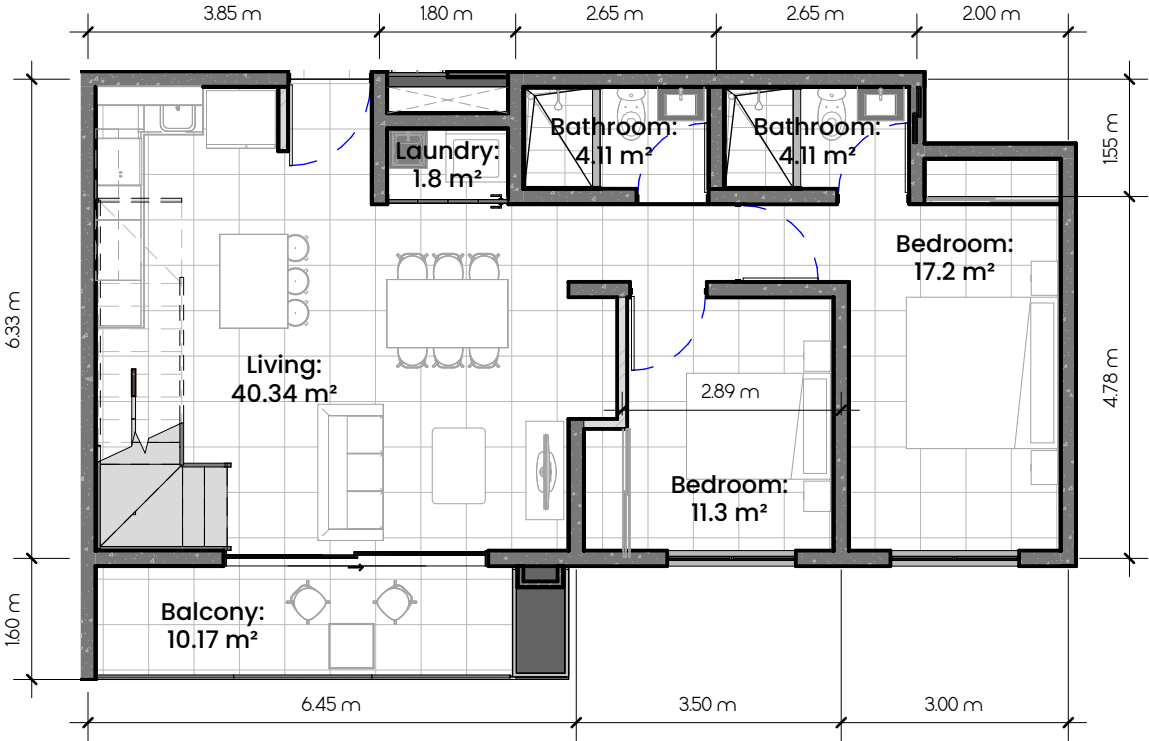 3.85 m
1.80 m
2.65 m
2.65 m
2.00 m
Laundry:
1.8 m²
Bathroom:
4.11 m²
Bathroom:
4.11 m²
1.55 m
Bedroom:
17.2 m²
6.33 m
Living:
40.34 m²
2.89 m
4.78 m
Bedroom:
11.3 m²
Balcony:
10.17 m²
1.60 m
6.45 m
3.50 m
3.00 m